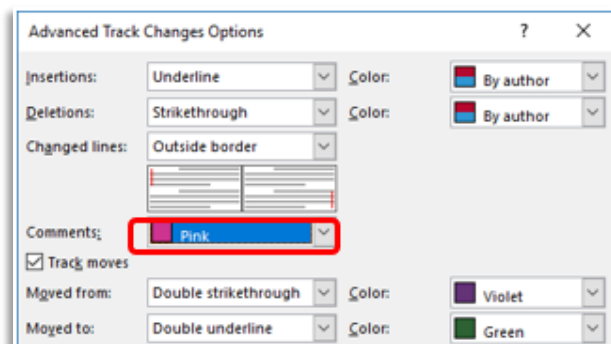 Advanced Track Changes Options ? ×
Insertions: Underline Color: By author
Deletions: Strikethrough Color: By author
Changed lines: Outside border
Comments: Pink
Track moves
Moved from: Double strikethrough Color: Violet
Moved to: Double underline Color: Green